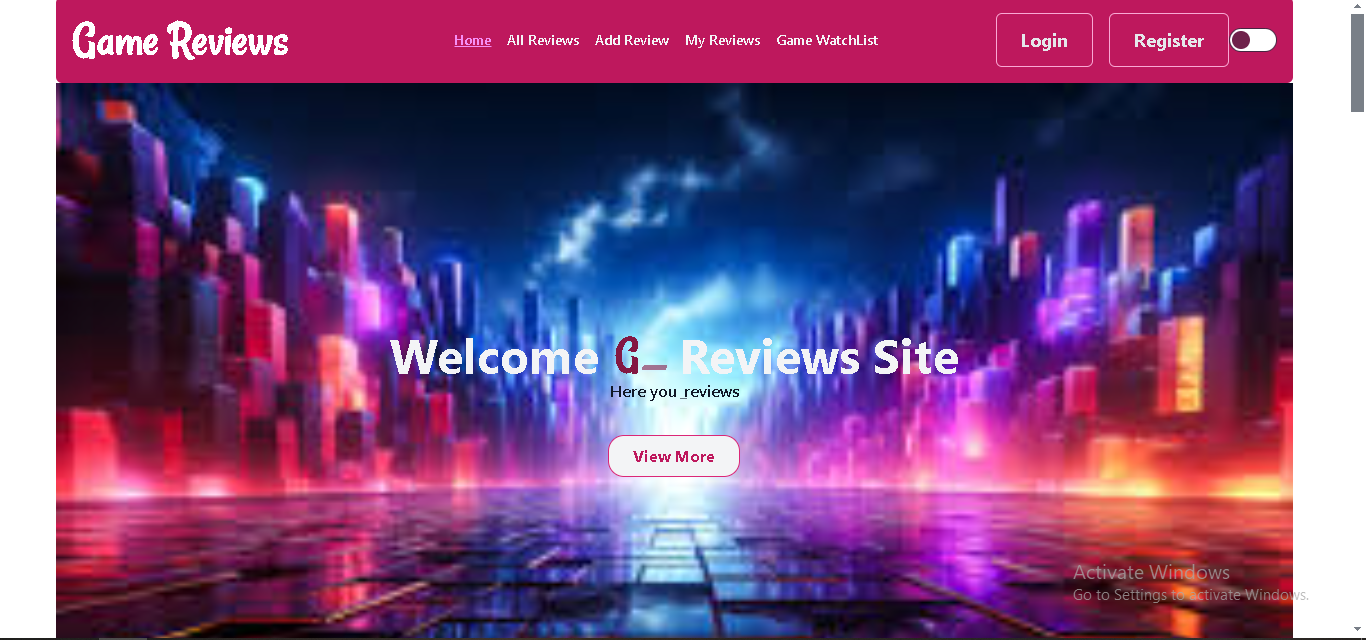 Game Reviews
Home All Reviews Add Review My Reviews Game WatchList
Login Register
Welcome G_ Reviews Site
Here you _reviews
View More
Activate Windows
Go to Settings to activate Windows.